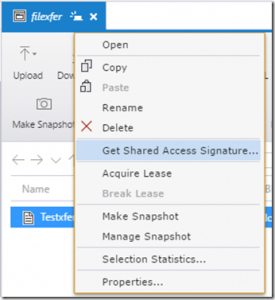 filexfer
Open
Copy
Paste
Rename
Delete
Get Shared Access Signature...
Acquire Lease
Break Lease
Make Snapshot
Manage Snapshot
Selection Statistics...
Properties...
Upload
Make Snapshot
Name
Testxfer